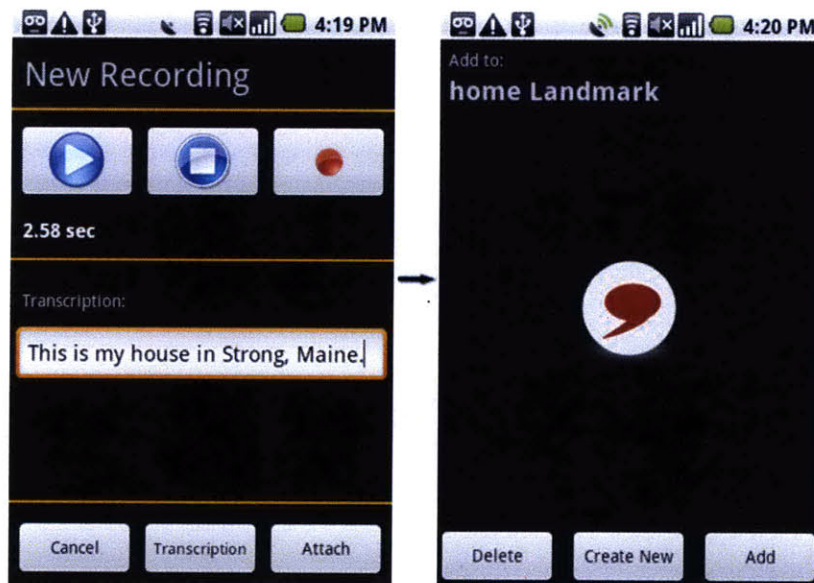 4:19 PM
New Recording
2.58 sec
Transcription:
This is my house in Strong, Maine.
Cancel
Transcription
Attach
4:20 PM
Add to:
home Landmark
Delete
Create New
Add